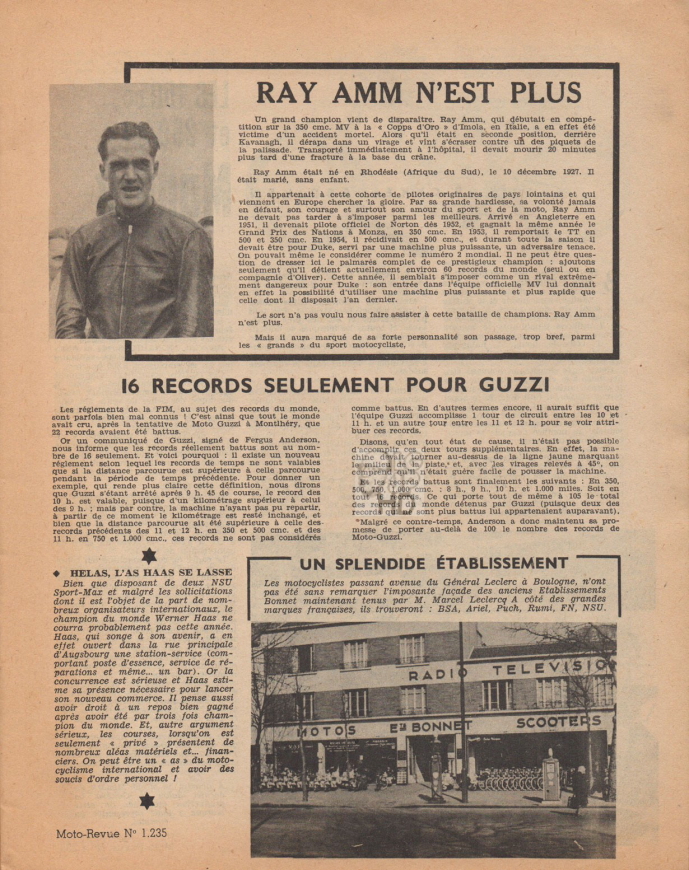 RAY AMM N'EST PLUS
Un grand champion vient de disparaître. Ray Amm, qui débutait en compé-
tition sur la 350 cmc. MV à la « Coppa d'Oro » d'Imola, en Italie, a en effet été
victime d'un accident mortel. Alors qu'il était en seconde position, derrière
Kavanagh, il dérapa dans un virage et vint s'écraser contre un des piquets de
la palissade. Transporté immédiatement à l'hôpital, il devait mourir 20 minutes
plus tard d'une fracture à la base du crâne.
Ray Amm était né en Rhodésie (Afrique du Sud), le 10 décembre 1927. Il
était marié, sans enfant.
Il appartenait à cette cohorte de pilotes originaires de pays lointains et qui
viennent en Europe chercher la gloire. Par sa grande hardiesse, sa volonté jamais
en défaut, son courage et surtout son amour du sport et de la moto, Ray Amm
ne devait pas tarder à s'imposer parmi les meilleurs. Arrivé en Angleterre en
1951, il devenait pilote officiel de Norton dès 1952, et gagnait la même année le
Grand Prix des Nations à Monza, en 350 cmc. En 1953, il remportait le TT en
500 et 350 cmc. En 1954, il récidivait en 500 cmc., et durant toute la saison il
devait être pour Duke, servi par une machine plus puissante, un adversaire tenace.
On pouvait même le considérer comme le numéro 2 mondial. Il ne peut être ques-
tion de dresser ici le palmarès complet de ce prestigieux champion : ajoutons
seulement qu'il détient actuellement environ 60 records du monde (seul ou en
compagnie d'Oliver). Cette année, il semblait s'imposer comme un rival extrême-
ment dangereux pour Duke : son entrée dans l'équipe officielle MV lui donnait
en effet la possibilité d'utiliser une machine plus puissante et plus rapide que
celle dont il disposait l'an dernier.
Le sort n'a pas voulu nous faire assister à cette bataille de champions. Ray Amm
n'est plus.
Mais il aura marqué de sa forte personnalité son passage, trop bref, parmi
les « grands » du sport motocycliste,
16 RECORDS SEULEMENT POUR GUZZI
Les règlements de la FIM, au sujet des records du monde,
sont parfois bien mal connus ! C'est ainsi que tout le monde
avait cru, après la tentative de Moto Guzzi à Montlhéry, que
22 records avaient été battus.
Or un communiqué de Guzzi, signé de Fergus Anderson,
nous informe que les records réellement battus sont au nom-
bre de 16 seulement. Et voici pourquoi : il existe un nouveau
règlement selon lequel les records de temps ne sont valables
que si la distance parcourue est supérieure à celle parcourue
pendant la période de temps précédente. Pour donner un
exemple, qui rende plus claire cette définition, nous dirons
que Guzzi s'étant arrêté après 9 h. 45 de course, le record des
10 h. est valable, puisque d'un kilométrage supérieur à celui
des 9 h. ; mais par contre, la machine n'ayant pas pu repartir,
à partir de ce moment le kilométrage est resté inchangé, et
bien que la distance parcourue ait été supérieure à celle des
records précédents des 11 et 12 h. en 350 et 500 cmc. et des
11 h. en 750 et 1.000 cmc., ces records ne sont pas considérés
comme battus. En d'autres termes encore, il aurait suffit que
l'équipe Guzzi accomplisse 1 tour de circuit entre les 10 et
11 h. et un autre tour entre les 11 et 12 h. pour se voir attri-
buer ces records.
Disons, qu'en tout état de cause, il n'était pas possible
d'accomplir ces deux tours supplémentaires. En effet, la ma-
chine doit tourner au-dessus de la ligne jaune marquant
le milieu de la piste, et, avec les virages relevés à 45°, on
comprend qu'il n'était guère facile de pousser la machine.
battus sont finalement les suivants : En 350,
500, 750, 1.000 cmc. : 8 h., 9 h., 10 h. et 1.000 miles. Soit en
tout ce qui porte tout de même à 105 le total
des records du monde détenus par Guzzi (puisque deux des
records qui ne sont plus battus lui appartenaient auparavant).
Malgré ce contre-temps, Anderson a donc maintenu sa pro-
messe de porter au-delà de 100 le nombre des records de
Moto-Guzzi.
◆ HELAS, L'AS HAAS SE LASSE
Bien que disposant de deux NSU
Sport-Max et malgré les sollicitations
dont il est l'objet de la part de nom-
breux organisateurs internationaux, le
champion du monde Werner Haas ne
courra probablement pas cette année.
Haas, qui songe à son avenir, a en
effet ouvert dans la rue principale
d'Augsbourg une station-service (com-
portant poste d'essence, service de ré-
parations et même... un bar). Or la
concurrence est sérieuse et Haas esti-
me sa présence nécessaire pour lancer
son nouveau commerce. Il pense aussi
avoir droit à un repos bien gagné
après avoir été par trois fois cham-
pion du monde. Et, autre argument
sérieux, les courses, lorsqu'on est
seulement « privé » présentent de
nombreux aléas matériels et... finan-
ciers. On peut être un « as » du moto-
cyclisme international et avoir des
soucis d'ordre personnel !
UN SPLENDIDE ÉTABLISSEMENT
Les motocyclistes passant avenue du Général Leclerc à Boulogne, n'ont
pas été sans remarquer l'imposante façade des anciens Etablissements
Bonnet maintenant tenus par M. Marcel Leclercq A côté des grandes
marques françaises, ils trouveront : BSA, Ariel, Puch, Rumi, FN, NSU.
RADIO TELEVISIO
MOTOS Ets BONNET SCOOTERS
Moto-Revue N° 1.235